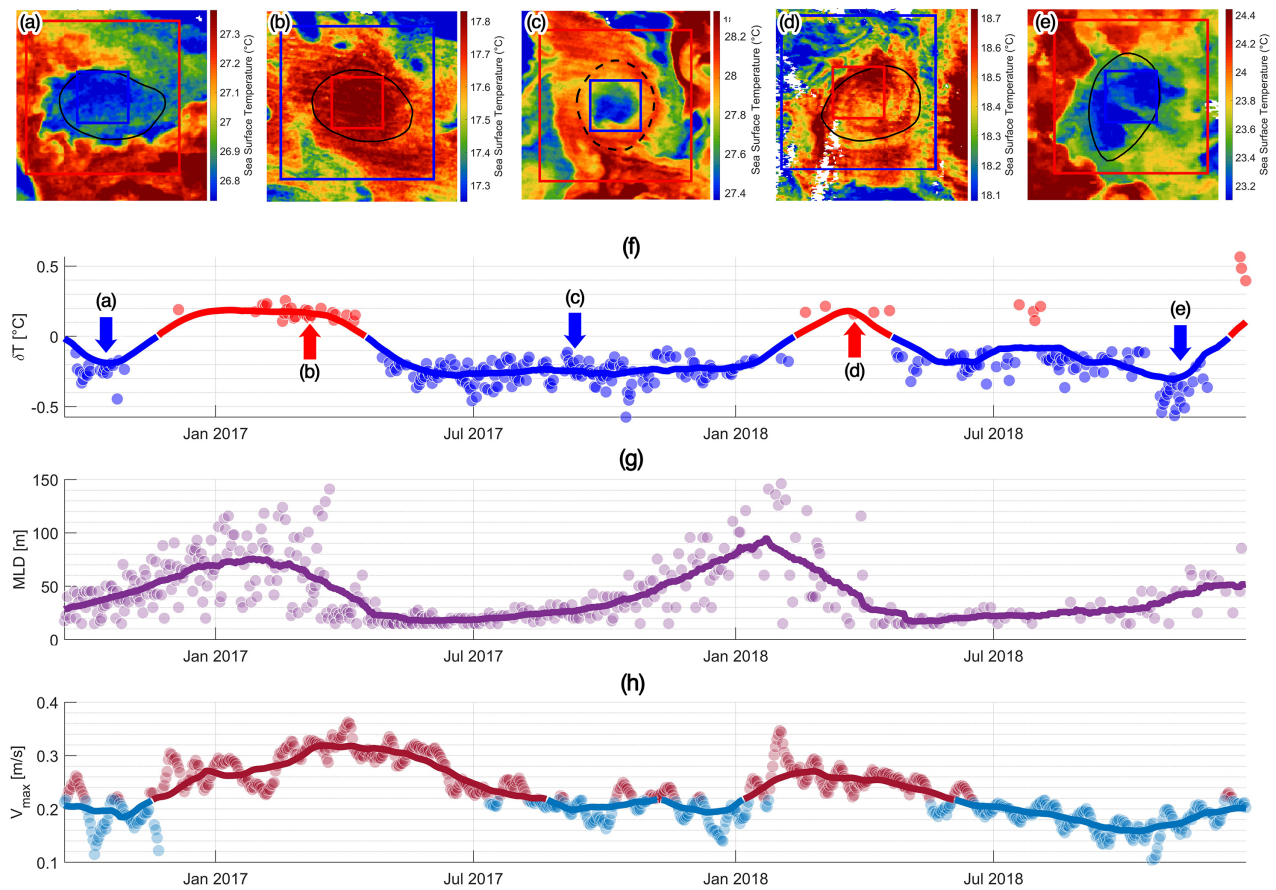 (a)
27.3
27.2
27.1
27
26.9
26.8
Sea Surface Temperature (°C)
(b)
17.8
17.7
17.6
17.5
17.4
17.3
Sea Surface Temperature (°C)
(c)
28.2
28
27.8
27.6
27.4
Sea Surface Temperature (°C)
(d)
18.7
18.6
18.5
18.4
18.3
18.2
18.1
Sea Surface Temperature (°C)
(e)
24.4
24.2
24
23.8
23.6
23.4
23.2
Sea Surface Temperature (°C)
(f)
δT [°C]
0.5
0
-0.5
(a)
(b)
(c)
(d)
(e)
Jan 2017
Jul 2017
Jan 2018
Jul 2018
(g)
MLD [m]
150
100
50
0
Jan 2017
Jul 2017
Jan 2018
Jul 2018
(h)
Vmax [m/s]
0.4
0.3
0.2
0.1
Jan 2017
Jul 2017
Jan 2018
Jul 2018